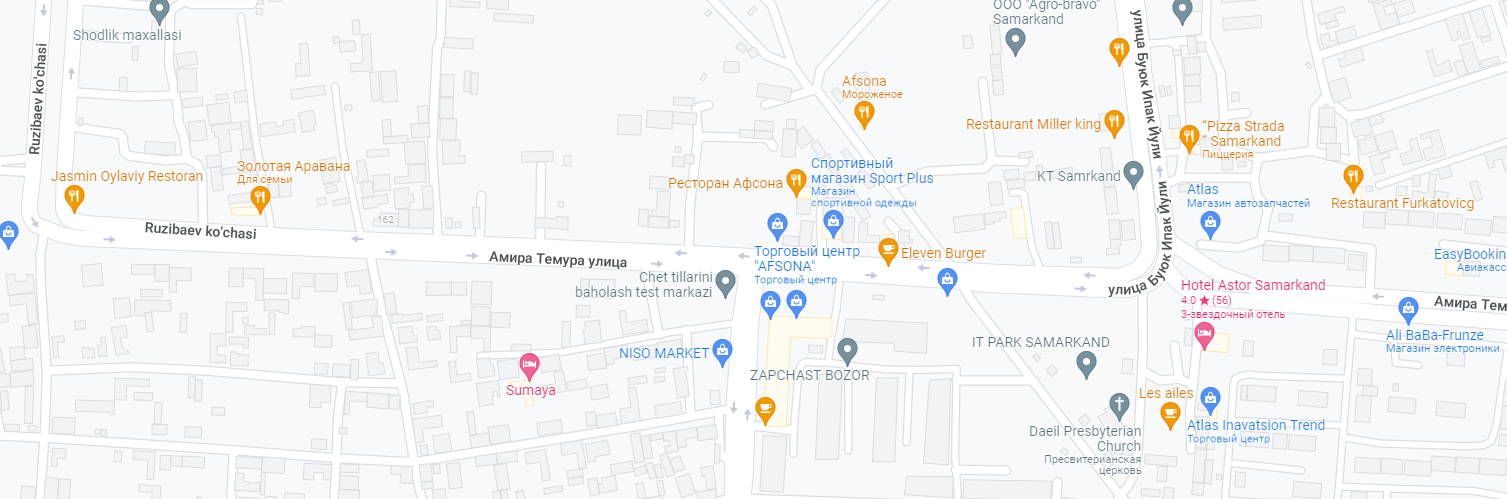 Shodlik maxallasi
ООО "Agro-bravo"
Samarkand
улица Буюк Ипак Йули
Ruzibaev ko'chasi
Afsona
Мороженое
Restaurant Miller king
"Pizza Strada
" Samarkand
Пиццерия
Золотая Аравана
Для семьи
Jasmin Oylaviy Restoran
Ресторан Афсона
Спортивный
магазин Sport Plus
Магазин
спортивной одежды
KT Samrkand
Atlas
Магазин автозапчастей
Restaurant Furkatovicg
162
Ruzibaev ko'chasi
улица Буюк Ипак Йули
Амира Темура улица
Торговый центр
"AFSONA"
Торговый центр
Eleven Burger
EasyBookin
Авиакасс
Chet tillarini
baholash test markazi
Hotel Astor Samarkand
4.0 ★ (56)
3-звездочный отель
Амира Тем
Ali BaBa-Frunze
Магазин электроники
NISO MARKET
IT PARK SAMARKAND
ZAPCHAST BOZOR
Sumaya
Les ailes
Atlas Inavatsion Trend
Торговый центр
Daeil Presbyterian
Church
Пресвитерианская
церковь